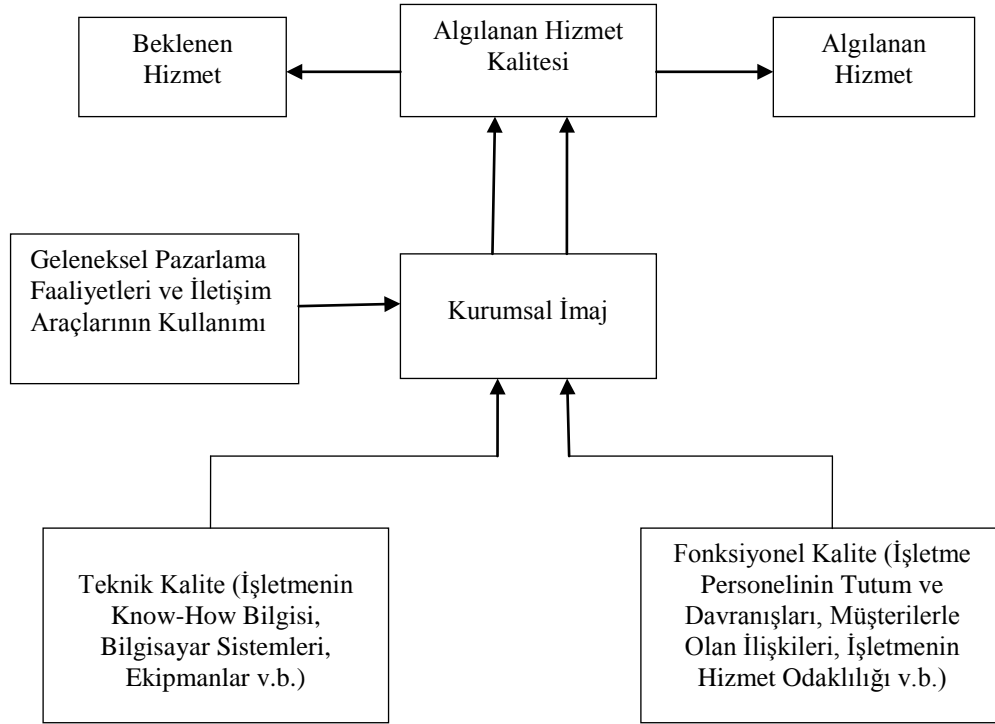 Beklenen
Hizmet
Algılanan Hizmet
Kalitesi
Algılanan
Hizmet
Geleneksel Pazarlama
Faaliyetleri ve İletişim
Araçlarının Kullanımı
Kurumsal İmaj
Teknik Kalite (İşletmenin
Know-How Bilgisi,
Bilgisayar Sistemleri,
Ekipmanlar v.b.)
Fonksiyonel Kalite (İşletme
Personelinin Tutum ve
Davranışları, Müşterilerle
Olan İlişkileri, İşletmenin
Hizmet Odaklılığı v.b.)